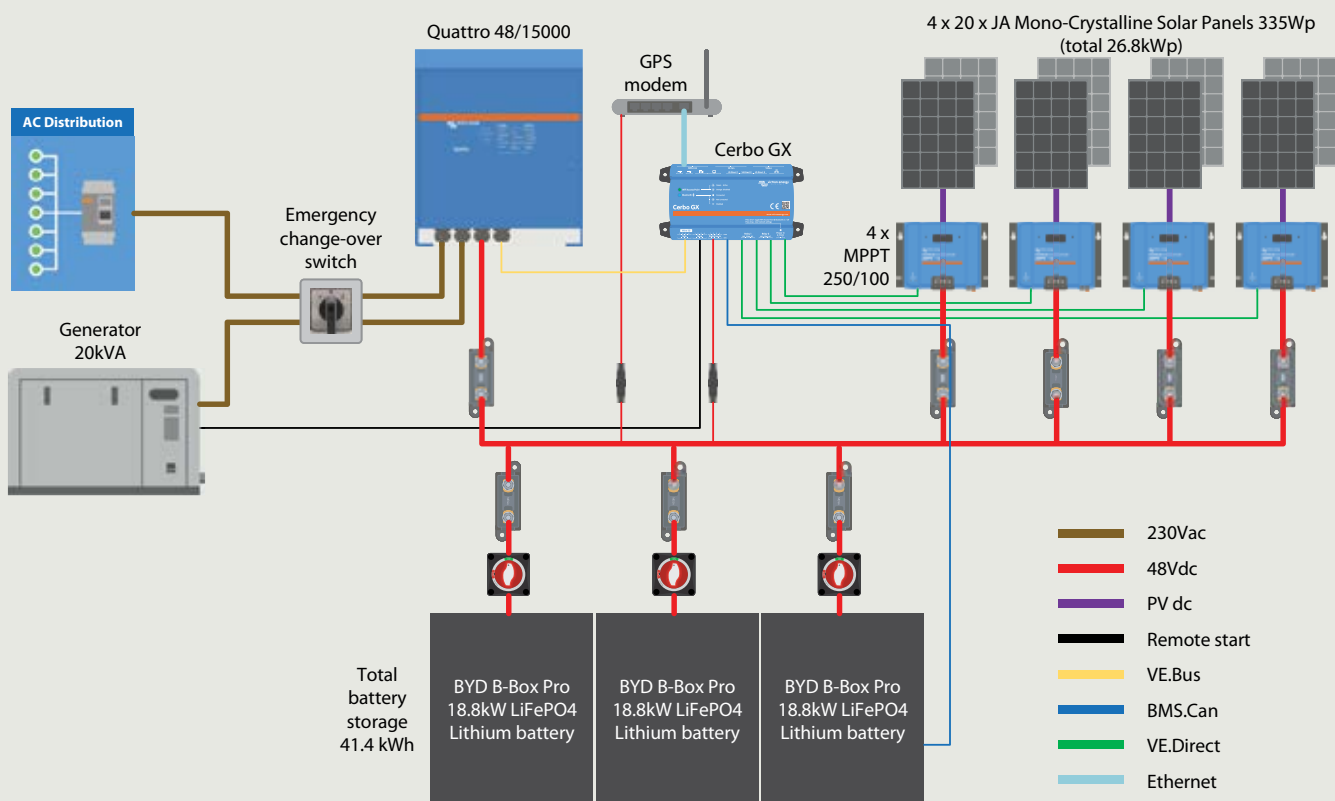 Quattro 48/15000
GPS
modem
4 x 20 x JA Mono-Crystalline Solar Panels 335Wp
(total 26.8kWp)
AC Distribution
Cerbo GX
Cerbo GX
Emergency
change-over
switch
4 x
MPPT
250/100
Generator
20kVA
Total
battery
storage
41.4 kWh
BYD B-Box Pro
18.8kW LiFePO4
Lithium battery
BYD B-Box Pro
18.8kW LiFePO4
Lithium battery
BYD B-Box Pro
18.8kW LiFePO4
Lithium battery
230Vac
48Vdc
PV dc
Remote start
VE.Bus
BMS.Can
VE.Direct
Ethernet